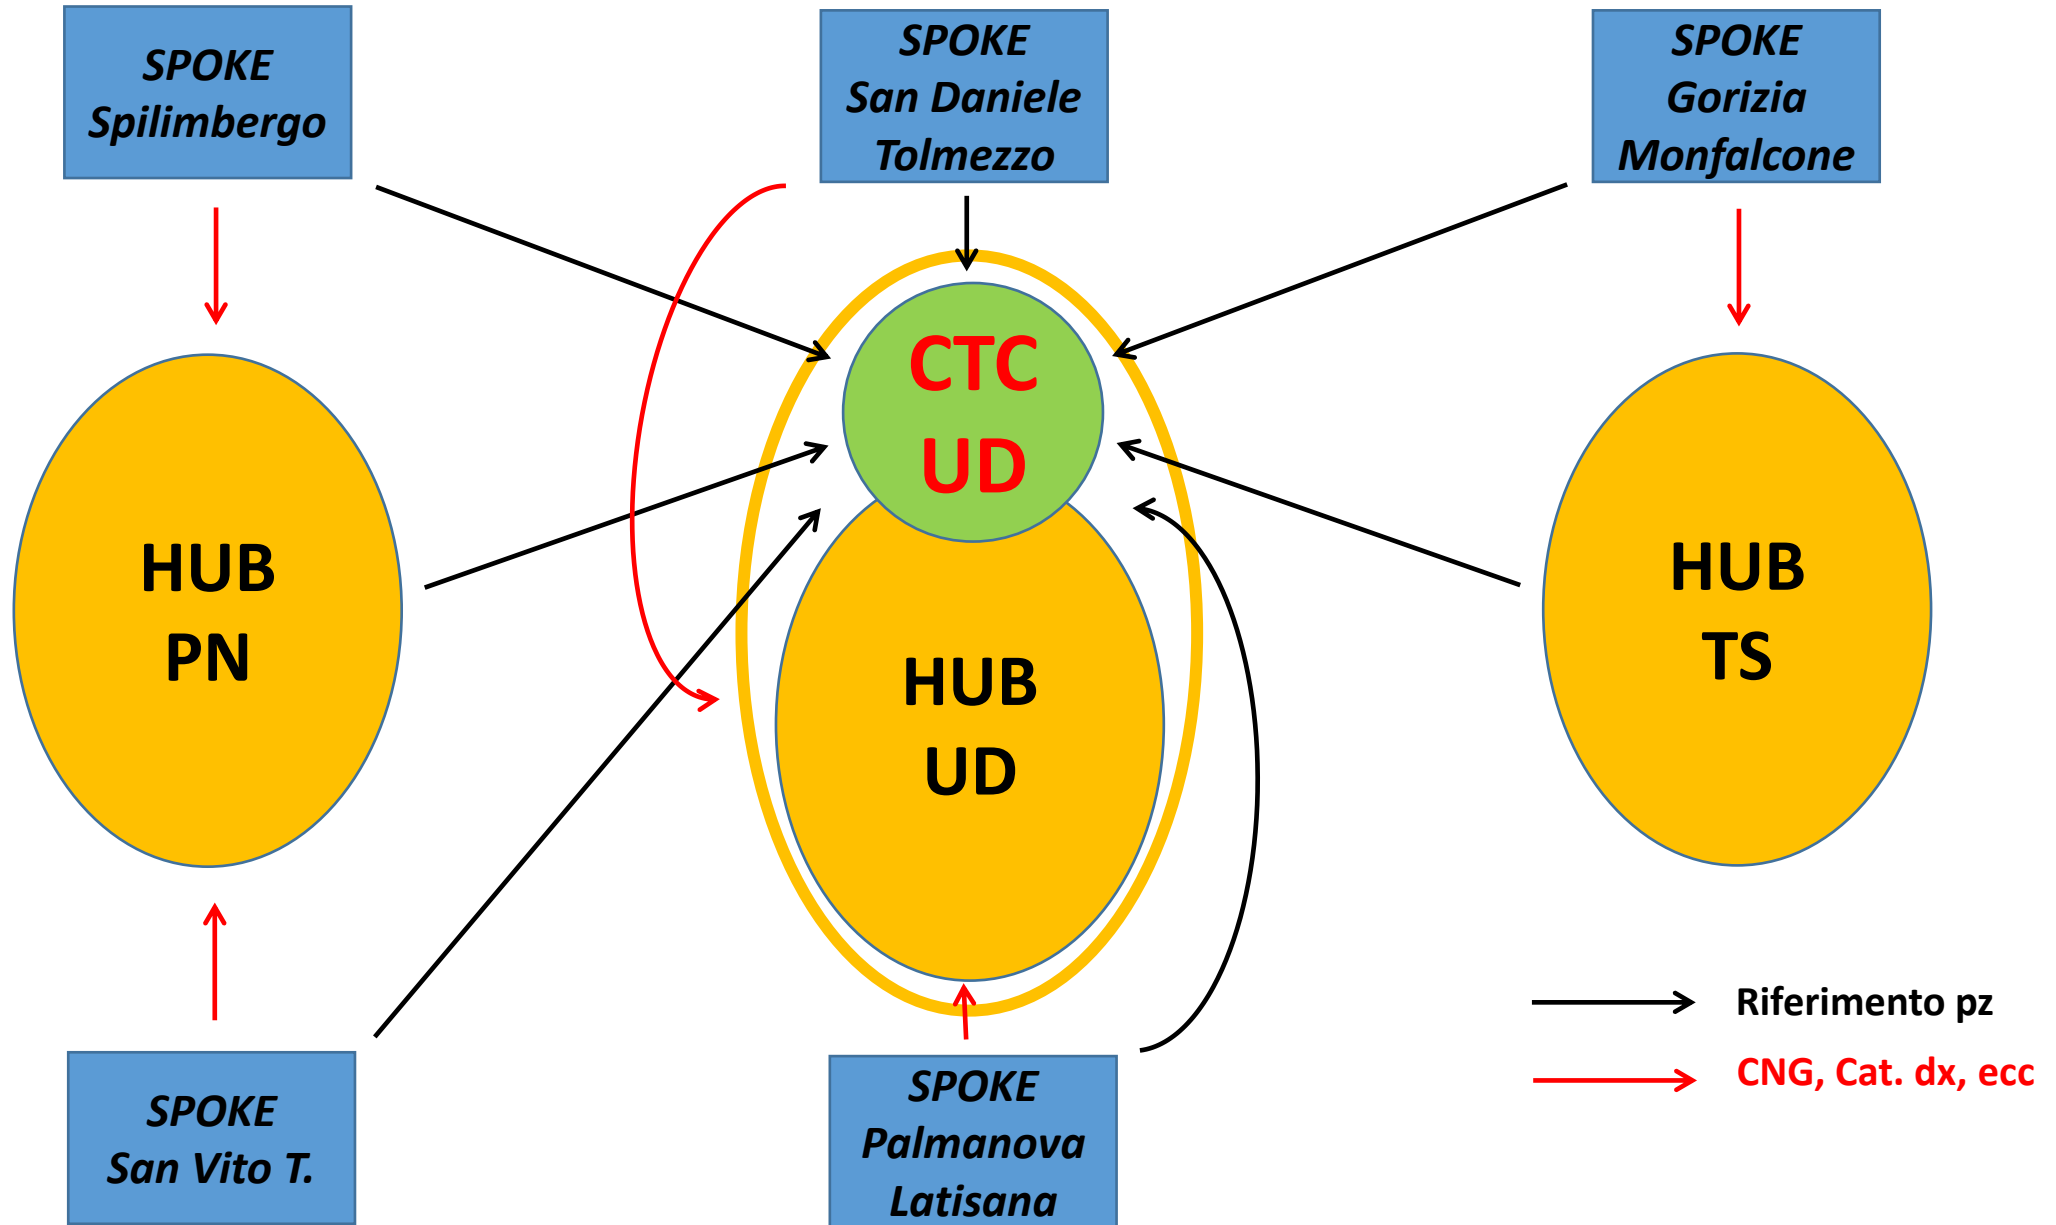 SPOKE
Spilimbergo
SPOKE
San Daniele
Tolmezzo
SPOKE
Gorizia
Monfalcone
CTC
UD
HUB
PN
HUB
UD
HUB
TS
SPOKE
San Vito T.
SPOKE
Palmanova
Latisana
Riferimento pz
CNG, Cat. dx, ecc